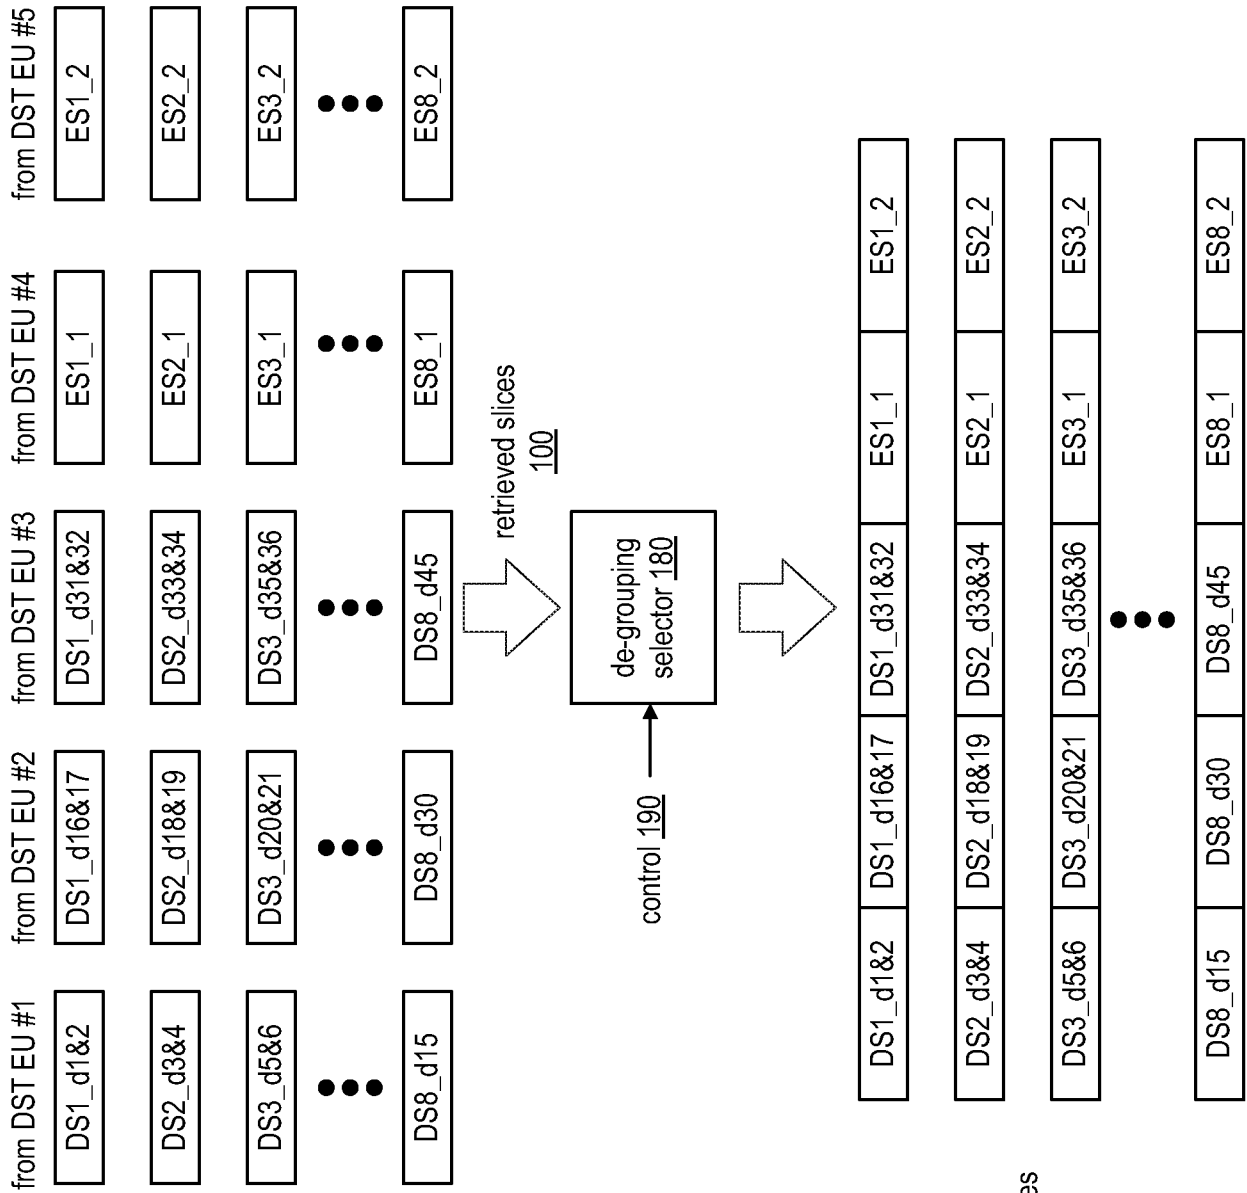 from DST EU #1
DS1_d1&2
DS2_d3&4
DS3_d5&6
DS8_d15
from DST EU #2
DS1_d16&17
DS2_d18&19
DS3_d20&21
DS8_d30
from DST EU #3
DS1_d31&32
DS2_d33&34
DS3_d35&36
DS8_d45
from DST EU #4
ES1_1
ES2_1
ES3_1
ES8_1
from DST EU #5
ES1_2
ES2_2
ES3_2
ES8_2
retrieved slices
100
control 190
de-grouping
selector 180
DS1_d1&2 DS1_d16&17 DS1_d31&32 ES1_1 ES1_2
DS2_d3&4 DS2_d18&19 DS2_d33&34 ES2_1 ES2_2
DS3_d5&6 DS3_d20&21 DS3_d35&36 ES3_1 ES3_2
DS8_d15 DS8_d30 DS8_d45 ES8_1 ES8_2